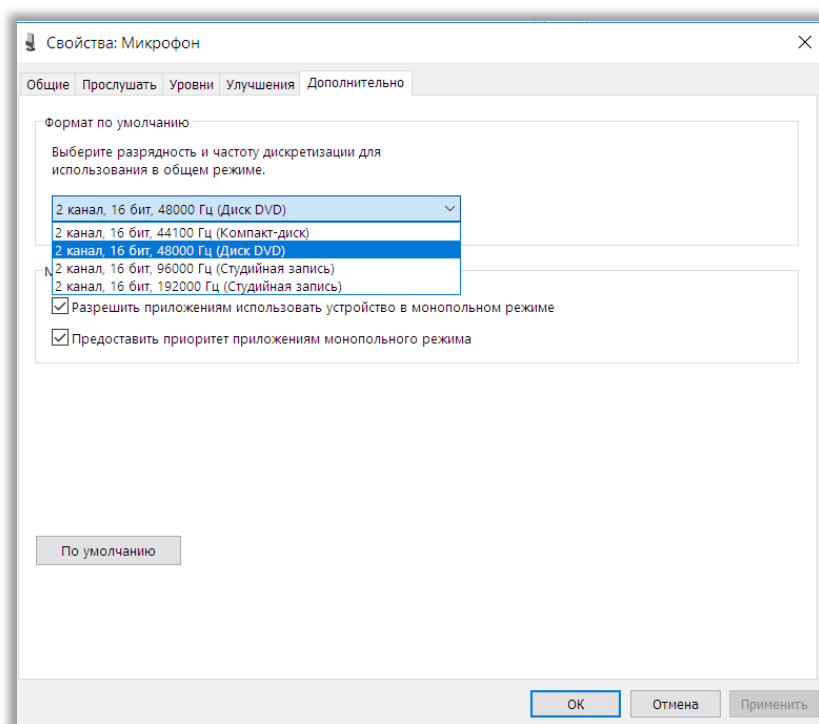 Свойства: Микрофон
Общие Прослушать Уровни Улучшения Дополнительно
Формат по умолчанию
Выберите разрядность и частоту дискретизации для
использования в общем режиме.
2 канал, 16 бит, 48000 Гц (Диск DVD)
2 канал, 16 бит, 44100 Гц (Компакт-диск)
2 канал, 16 бит, 48000 Гц (Диск DVD)
2 канал, 16 бит, 96000 Гц (Студийная запись)
2 канал, 16 бит, 192000 Гц (Студийная запись)
Разрешить приложениям использовать устройство в монопольном режиме
Предоставить приоритет приложениям монопольного режима
По умолчанию
ОК Отмена Применить